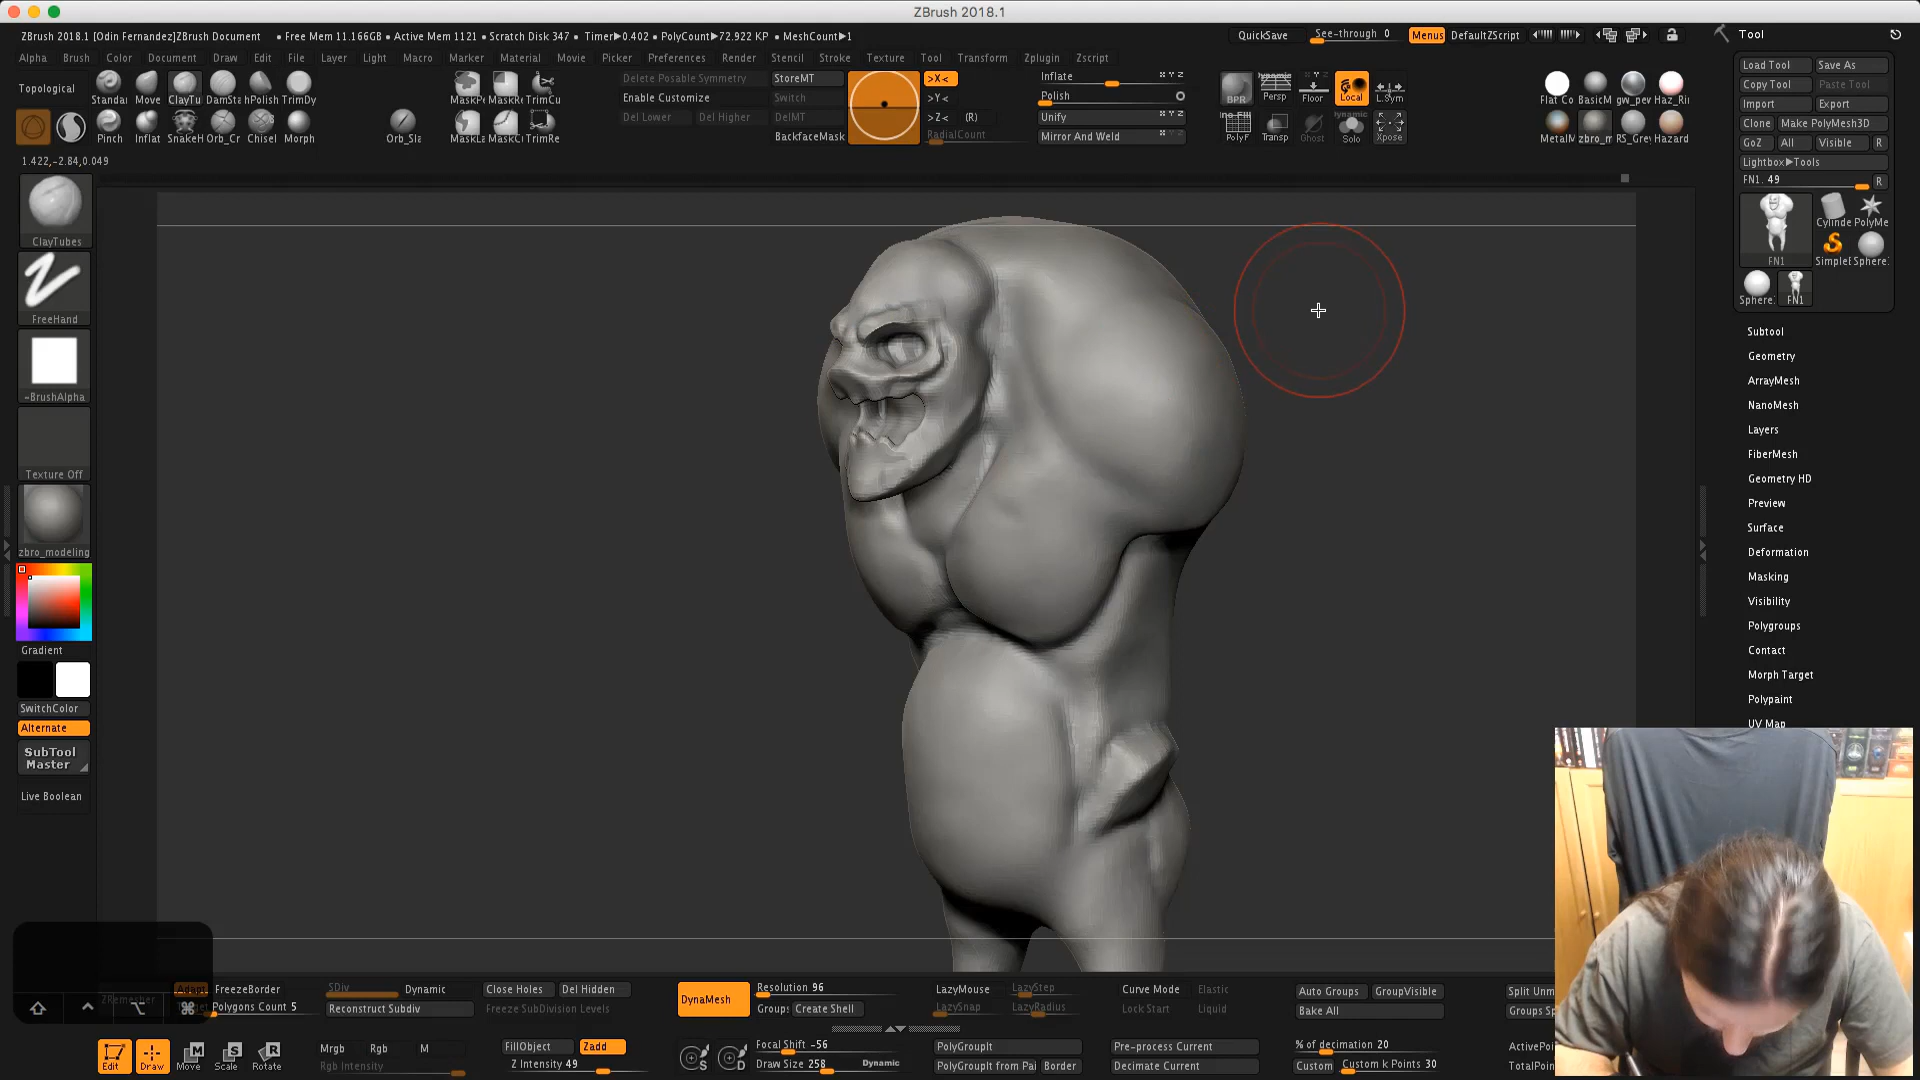 ZBrush 2018.1
ZBrush 2018.1 [Odin Fernandez]ZBrush Document • Free Mem 11.166GB • Active Mem 1121 • Scratch Disk 347 • Timer▶0.402 • PolyCount▶72.922 KP • MeshCount▶1
QuickSave See-through 0 Menus DefaultZScript
Tool
Alpha Brush Color Document Draw Edit File Layer Light Macro Marker Material Movie Picker Preferences Render Stencil Stroke Texture Tool Transform Zplugin Zscript
Load Tool Save As
Copy Tool Paste Tool
Import Export
Clone Make PolyMesh3D
GoZ All Visible R
Lightbox▶Tools
FN1. 49 R
Topological
Standa Move ClayTu DamSta hPolish TrimDy
Pinch Inflat SnakeH Orb_Cr Chisel Morph
Orb_Sla
MaskPe MaskRe TrimCu
MaskLa MaskCi TrimRe
Delete Posable Symmetry StoreMT
Enable Customize Switch
Del Lower Del Higher DelMT
BackfaceMask
>X<
>Y<
>Z< (R)
RadialCount
Inflate
Polish
Unify
Mirror And Weld
BPR Persp Floor Local L.Sym
PolyF Transp Ghost Solo Xpose
Dynamic
Flat Co BasicM gw_pev Haz_Ri
MetalM zbro_m RS_Gre Hazard
1.422,-2.84,0.049
ClayTubes
FreeHand
~BrushAlpha
Texture Off
zbro_modeling
Gradient
SwitchColor
Alternate
SubTool
Master
Live Boolean
FN1
Cylinde PolyMe
SimpleB Sphere
Sphere. FN1
Subtool
Geometry
ArrayMesh
NanoMesh
Layers
FiberMesh
Geometry HD
Preview
Surface
Deformation
Masking
Visibility
Polygroups
Contact
Morph Target
Polypaint
UV Map
ZRemesher Adapt FreezeBorder
Polygons Count 5
SDiv Dynamic
Reconstruct Subdiv
Close Holes Del Hidden
Freeze SubDivision Levels
DynaMesh Resolution 96
Groups Create Shell
LazyMouse LazyStep
LazySnap LazyRadius
Curve Mode Elastic
Lock Start Liquid
Auto Groups GroupVisible
Bake All
Split Unm
Groups Sp
Edit Draw Move Scale Rotate
Mrgb Rgb M
Rgb Intensity
FillObject Zadd
Z Intensity 49
Focal Shift -56
Draw Size 258 Dynamic
PolyGroupIt
PolyGroupIt from Pai Border
Pre-process Current
Decimate Current
% of decimation 20
Custom Custom k Points 30
ActivePoi
TotalPoin